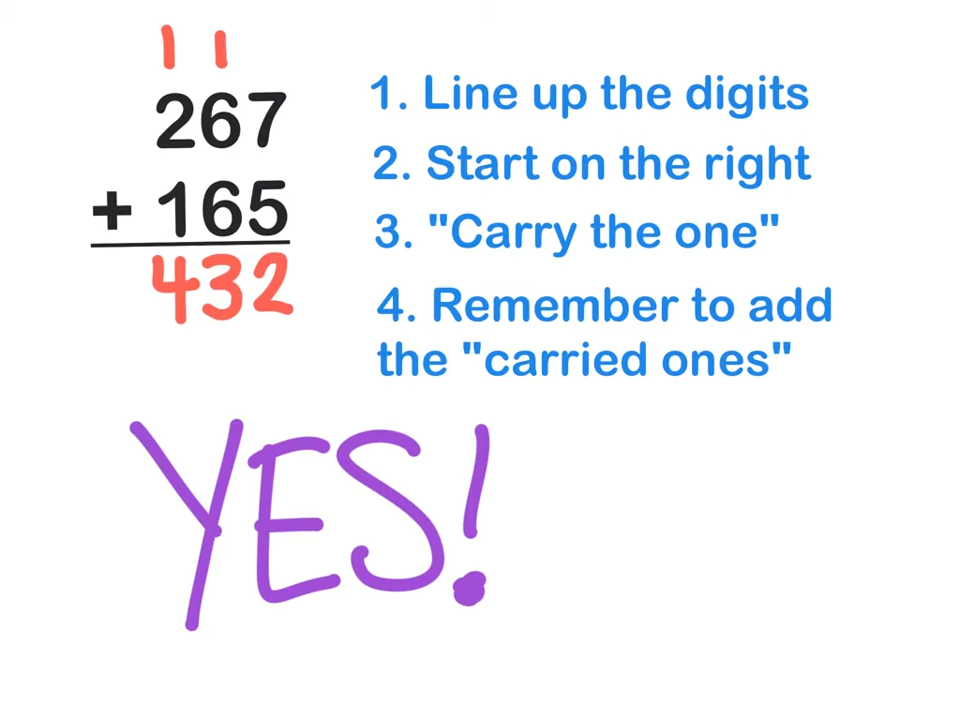 1 1
267
+ 165
432
1. Line up the digits
2. Start on the right
3. "Carry the one"
4. Remember to add
the "carried ones"
YES!